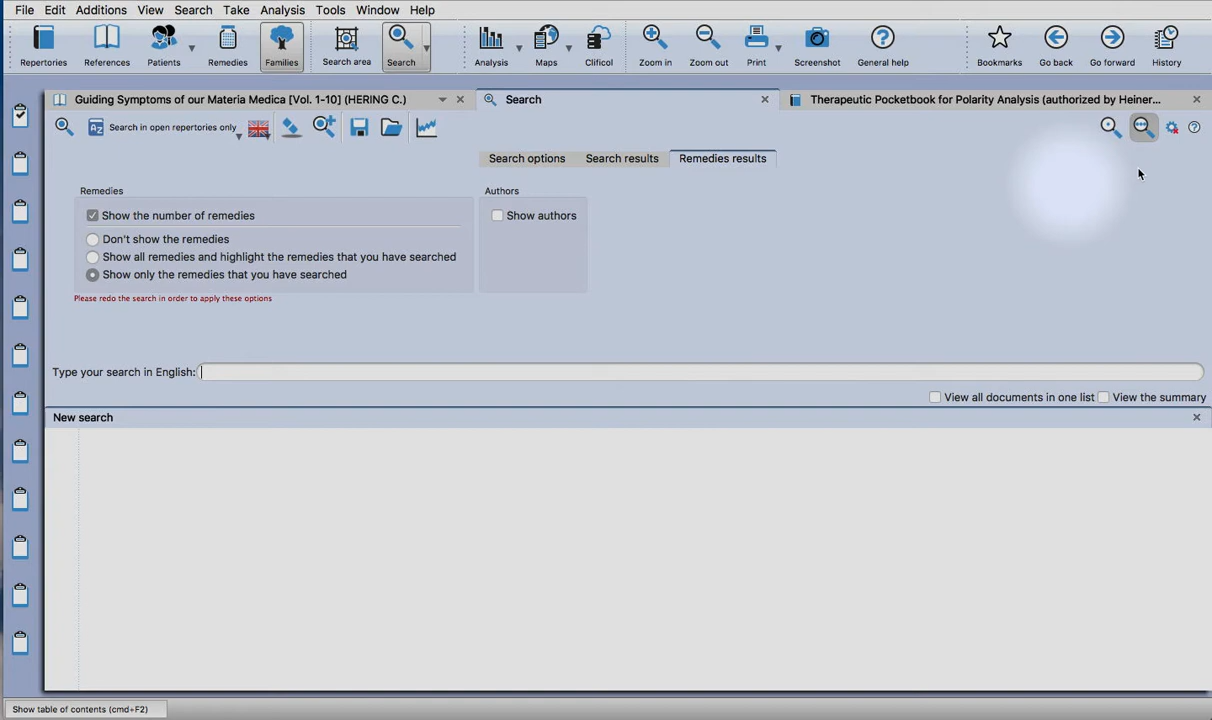 File Edit Additions View Search Take Analysis Tools Window Help
Repertories References Patients Remedies Families Search area Search Analysis Maps Clificol Zoom in Zoom out Print Screenshot General help Bookmarks Go back Go forward History
Guiding Symptoms of our Materia Medica [Vol. 1-10] (HERING C.) Search Therapeutic Pocketbook for Polarity Analysis (authorized by Heiner...
AZ Search in open repertories only
Search options Search results Remedies results
Remedies Authors
Show the number of remedies Show authors
Don't show the remedies
Show all remedies and highlight the remedies that you have searched
Show only the remedies that you have searched
Please redo the search in order to apply these options
Type your search in English:
View all documents in one list View the summary
New search
Show table of contents (cmd+F2)